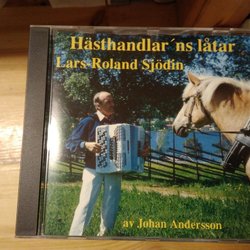 Hästhandlar´ns låtar
Lars-Roland Sjödin
av Johan Andersson